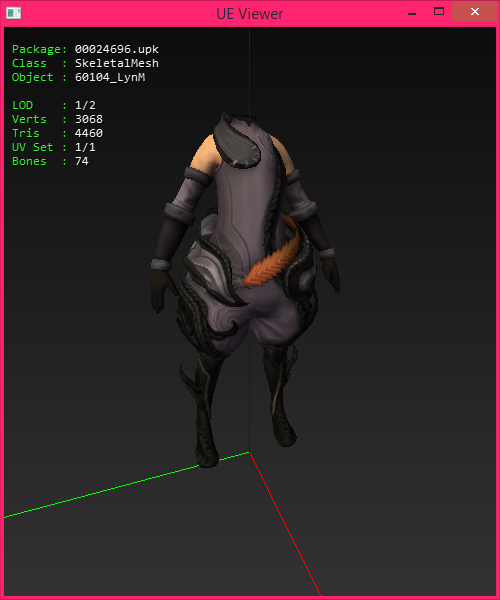 UE Viewer
Package: 00024696.upk
Class  : SkeletalMesh
Object : 60104_LynM
LOD    : 1/2
Verts  : 3068
Tris   : 4460
UV Set : 1/1
Bones  : 74